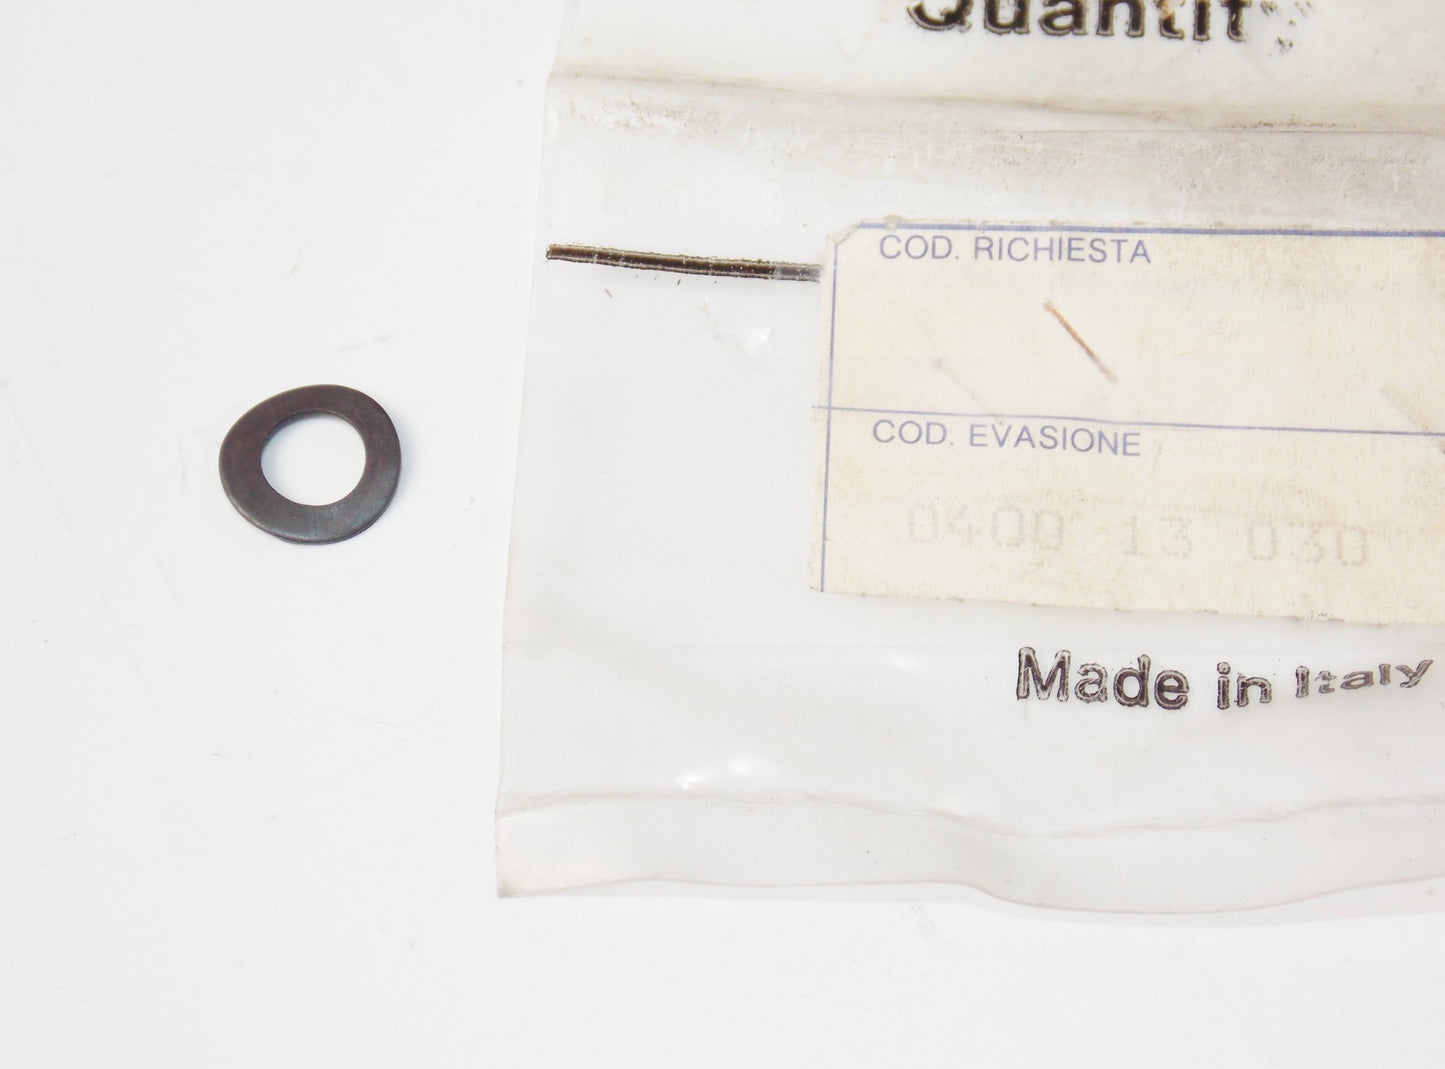 Quantit
COD. RICHIESTA
COD. EVASIONE
0400 13 030
Made in Italy